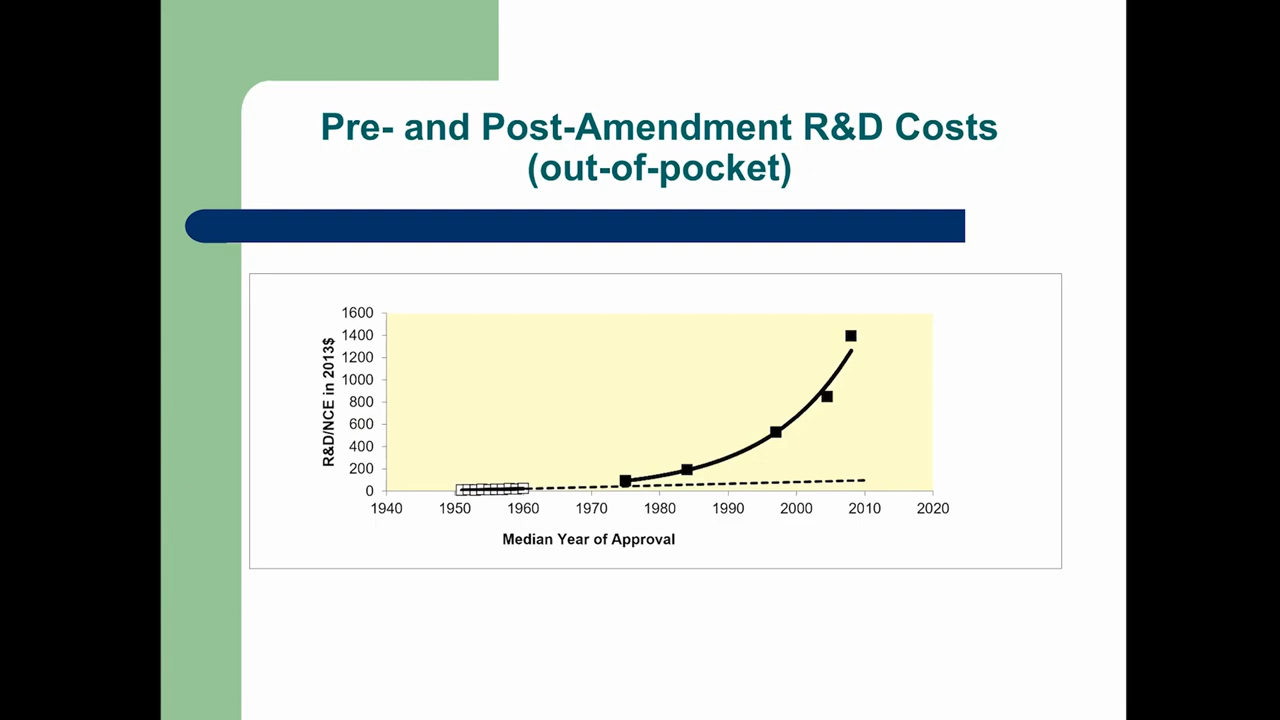 Pre- and Post-Amendment R&D Costs
(out-of-pocket)
R&D/NCE in 2013$
1600
1400
1200
1000
800
600
400
200
0
1940 1950 1960 1970 1980 1990 2000 2010 2020
Median Year of Approval